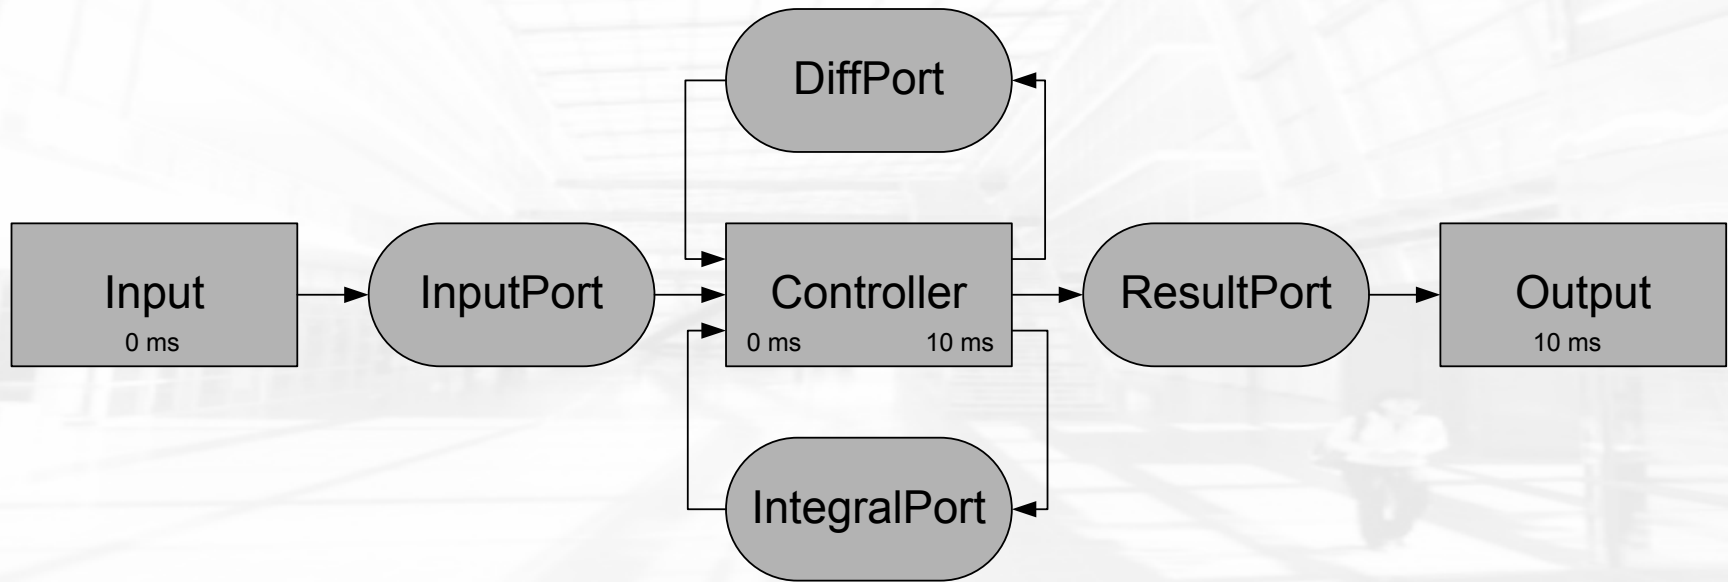 DiffPort
Input
0 ms
InputPort
Controller
0 ms
10 ms
ResultPort
Output
10 ms
IntegralPort